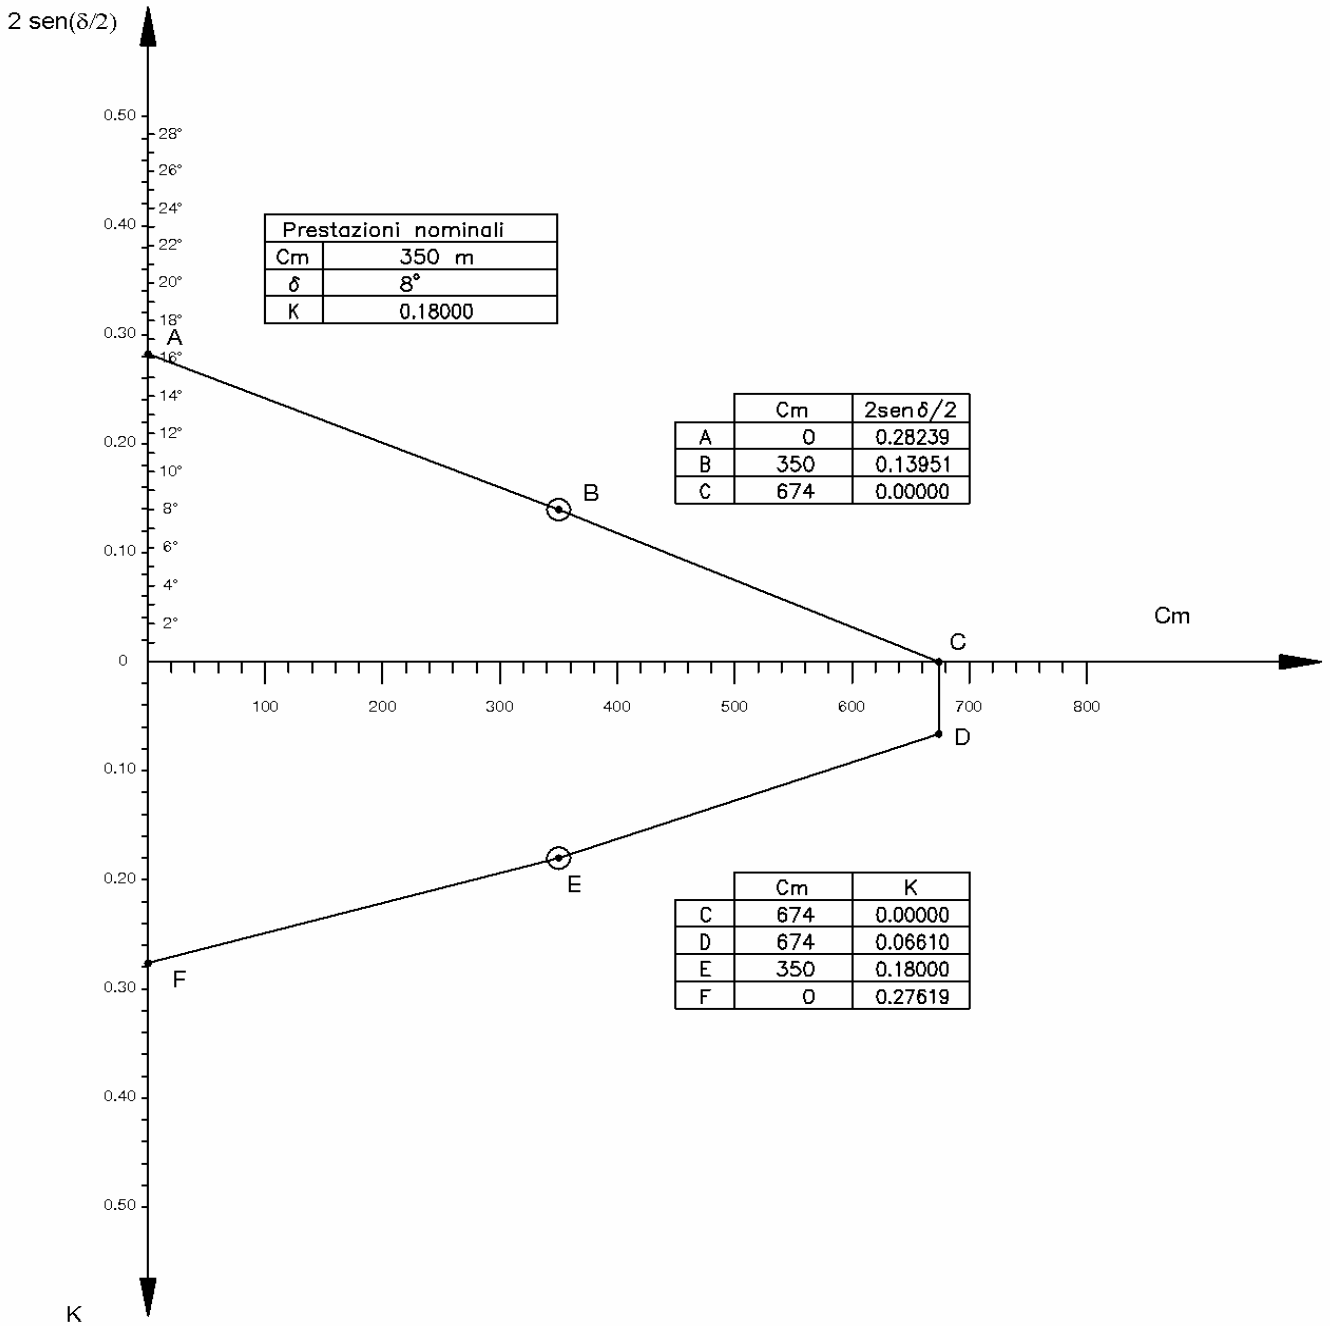 2 sen(δ/2)
0.50
28°
26°
24°
0.40
22°
20°
18°
0.30
16°
14°
12°
0.20
10°
8°
6°
0.10
4°
2°
0
Prestazioni nominali
Cm 350 m
δ 8°
K 0.18000
A
B
C
Cm 2senδ/2
A 0 0.28239
B 350 0.13951
C 674 0.00000
Cm
100 200 300 400 500 600 700 800
D
0.10
0.20
E
F
0.30
0.40
0.50
Cm K
C 674 0.00000
D 674 0.06610
E 350 0.18000
F 0 0.27619
K